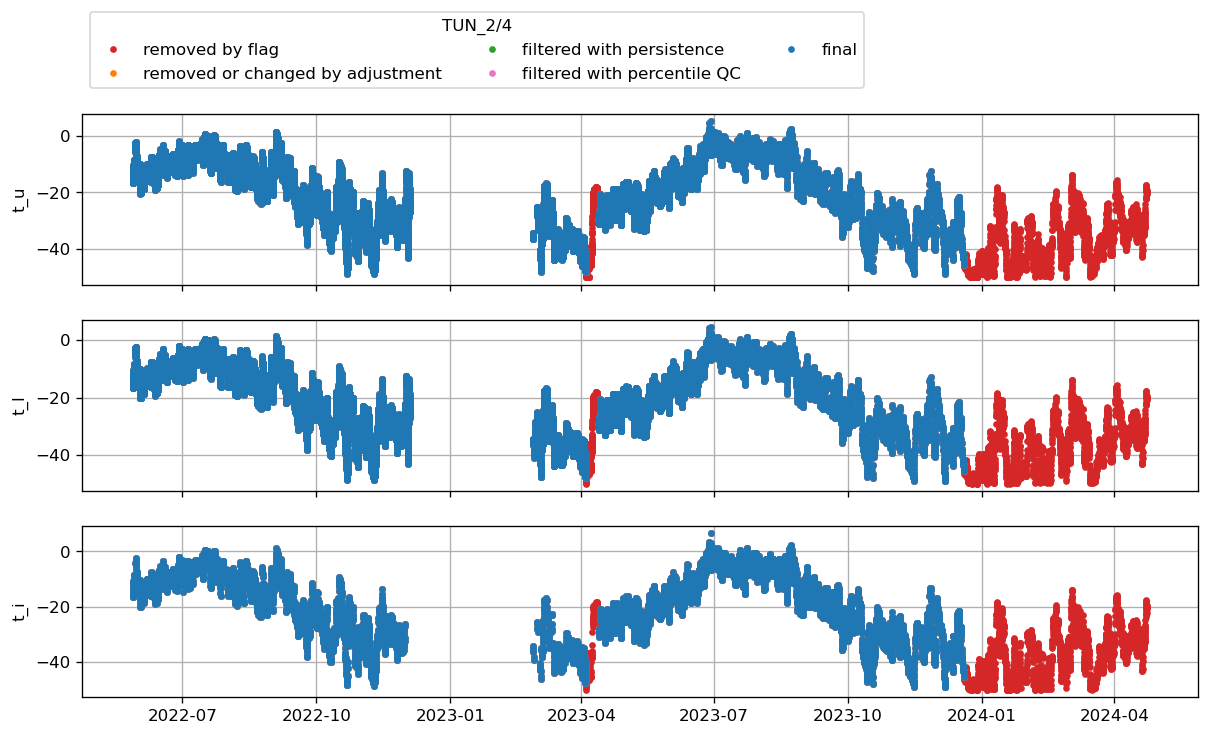 TUN_2/4
removed by flag
filtered with persistence
final
removed or changed by adjustment
filtered with percentile QC
0
−20
−40
t_u
0
−20
−40
t_l
0
−20
−40
t_i
2022-07
2022-10
2023-01
2023-04
2023-07
2023-10
2024-01
2024-04